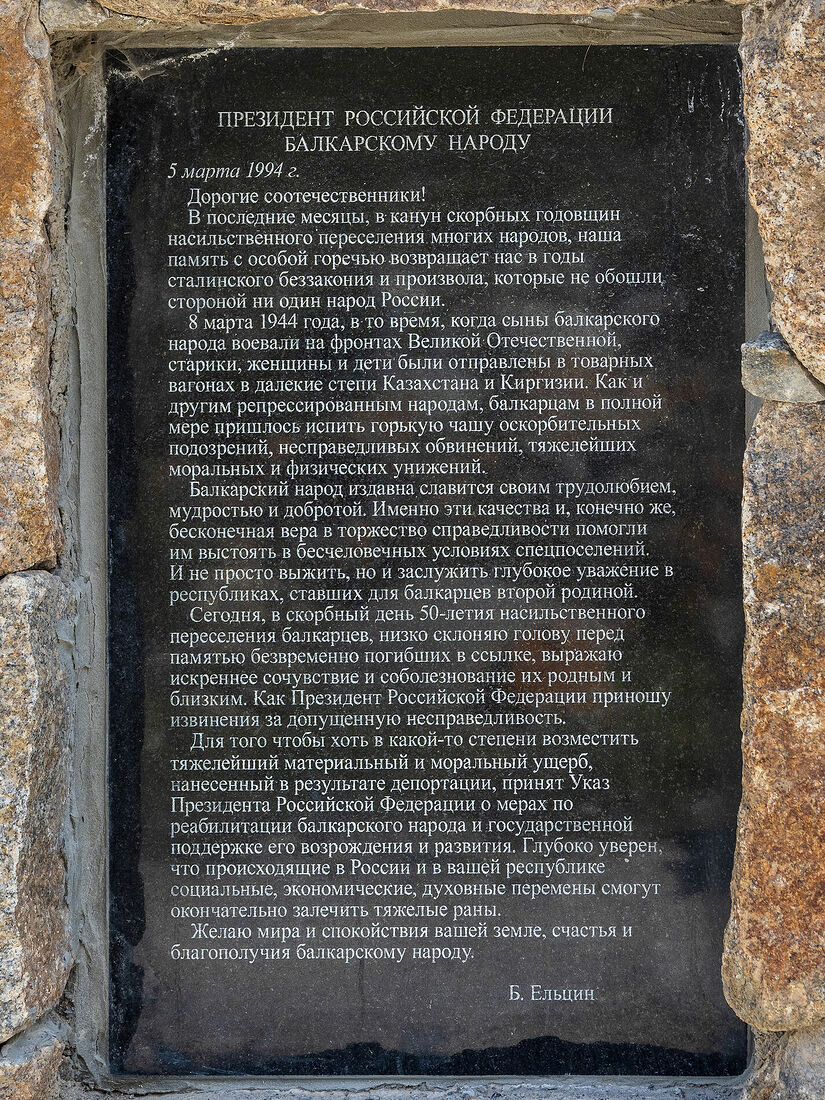 ПРЕЗИДЕНТ РОССИЙСКОЙ ФЕДЕРАЦИИ
БАЛКАРСКОМУ НАРОДУ
5 марта 1994 г.
Дорогие соотечественники!
В последние месяцы, в канун скорбных годовщин
насильственного переселения многих народов, наша
память с особой горечью возвращает нас в годы
сталинского беззакония и произвола, которые не обошли
стороной ни один народ России.
8 марта 1944 года, в то время, когда сыны балкарского
народа воевали на фронтах Великой Отечественной,
старики, женщины и дети были отправлены в товарных
вагонах в далекие степи Казахстана и Киргизии. Как и
другим репрессированным народам, балкарцам в полной
мере пришлось испить горькую чашу оскорбительных
подозрений, несправедливых обвинений, тяжелейших
моральных и физических унижений.
Балкарский народ издавна славится своим трудолюбием,
мудростью и добротой. Именно эти качества и, конечно же,
бесконечная вера в торжество справедливости помогли
им выстоять в бесчеловечных условиях спецпоселений.
И не просто выжить, но и заслужить глубокое уважение в
республиках, ставших для балкарцев второй родиной.
Сегодня, в скорбный день 50-летия насильственного
переселения балкарцев, низко склоняю голову перед
памятью безвременно погибших в ссылке, выражаю
искреннее сочувствие и соболезнование их родным и
близким. Как Президент Российской Федерации приношу
извинения за допущенную несправедливость.
Для того чтобы хоть в какой-то степени возместить
тяжелейший материальный и моральный ущерб,
нанесенный в результате депортации, принят Указ
Президента Российской Федерации о мерах по
реабилитации балкарского народа и государственной
поддержке его возрождения и развития. Глубоко уверен,
что происходящие в России и в вашей республике
социальные, экономические, духовные перемены смогут
окончательно залечить тяжелые раны.
Желаю мира и спокойствия вашей земле, счастья и
благополучия балкарскому народу.
Б. Ельцин